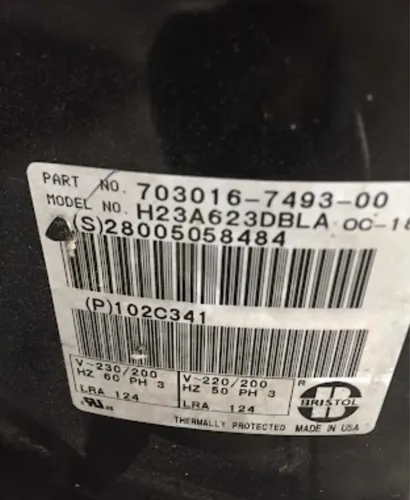 PART NO. 703016-7493-00
MODEL NO. H23A623DBLA OC-18
(S)28005058484
(P)102C341
V-230/200
HZ 60 PH 3
LRA 124
V-220/200
HZ 50 PH 3
LRA 124
R
BRISTOL
THERMALLY PROTECTED MADE IN USA